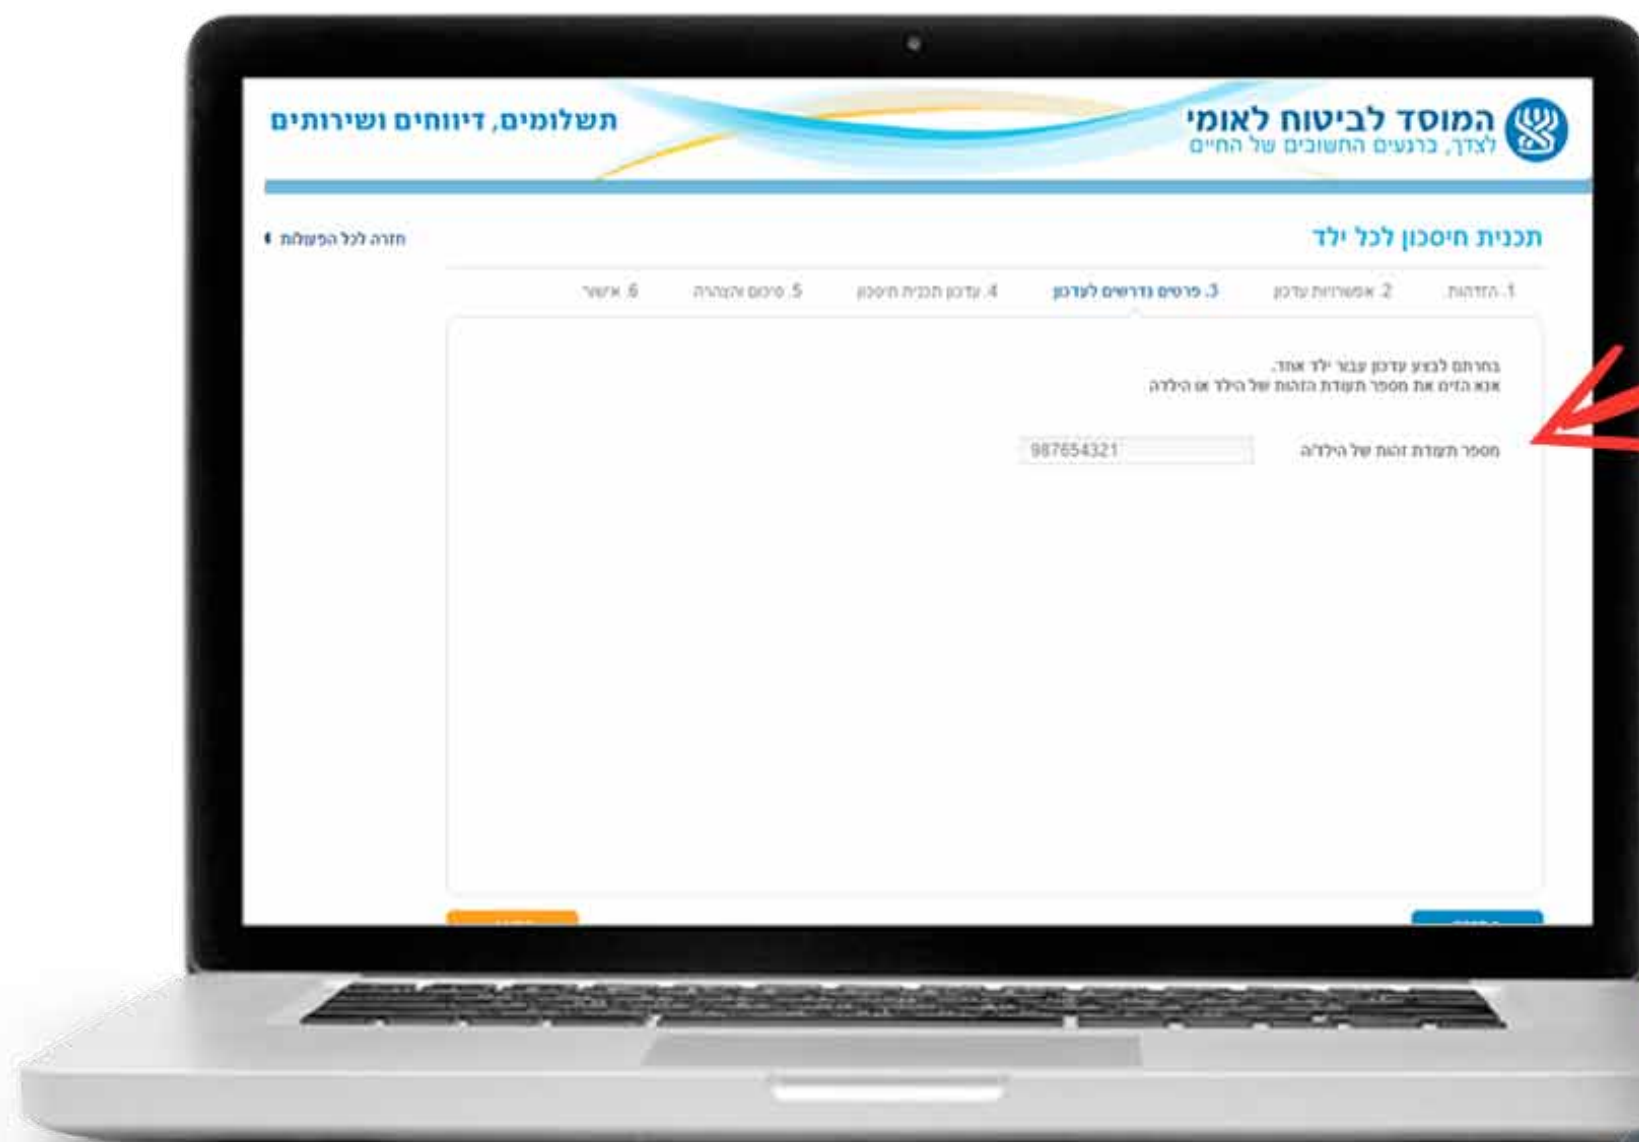 המוסד לביטוח לאומי
לצדך, ברגעים החשובים של החיים
תשלומים, דיווחים ושירותים
תכנית חיסכון לכל ילד
חזרה לכל הפעולות
1. הזדהות
2. אפשרויות עדכון
3. פרטים נדרשים לעדכון
4. עדכון תכנית חיסכון
5. סיכום והצהרה
6. אישור
בחרתם לבצע עדכון עבור ילד אחד.
אנא הזינו את מספר תעודת הזהות של הילד או הילדה
מספר תעודת זהות של הילד/ה
987654321